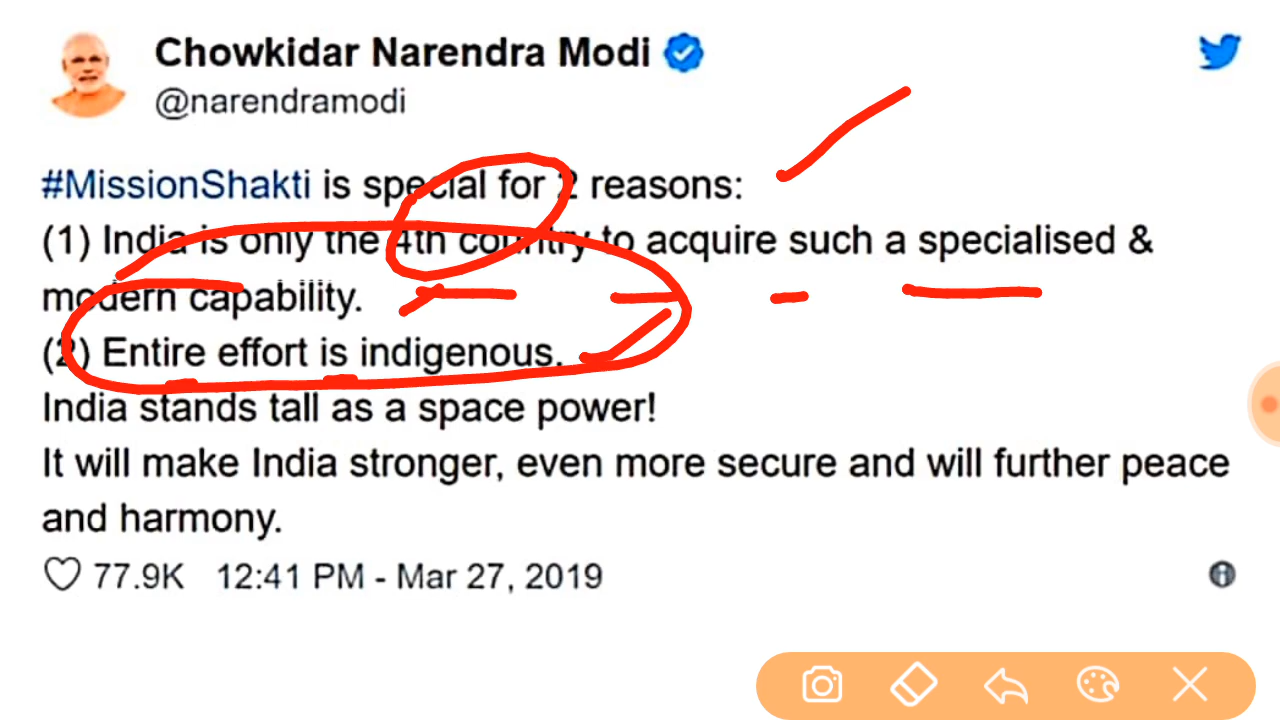 Chowkidar Narendra Modi
@narendramodi
#MissionShakti is special for 2 reasons:
(1) India is only the 4th country to acquire such a specialised &
modern capability.
(2) Entire effort is indigenous.
India stands tall as a space power!
It will make India stronger, even more secure and will further peace
and harmony.
77.9K 12:41 PM - Mar 27, 2019